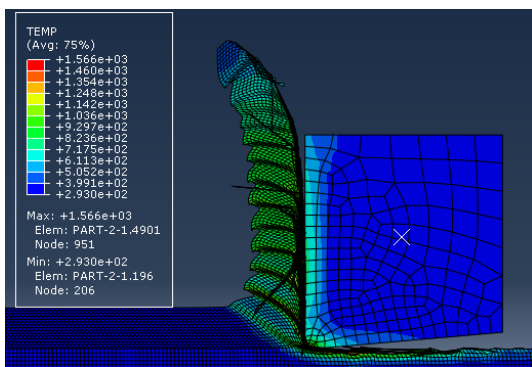 TEMP
(Avg: 75%)
+1.566e+03
+1.460e+03
+1.354e+03
+1.248e+03
+1.142e+03
+1.036e+03
+9.297e+02
+8.236e+02
+7.175e+02
+6.113e+02
+5.052e+02
+3.991e+02
+2.930e+02
Max: +1.566e+03
Elem: PART-2-1.4901
Node: 951
Min: +2.930e+02
Elem: PART-2-1.196
Node: 206